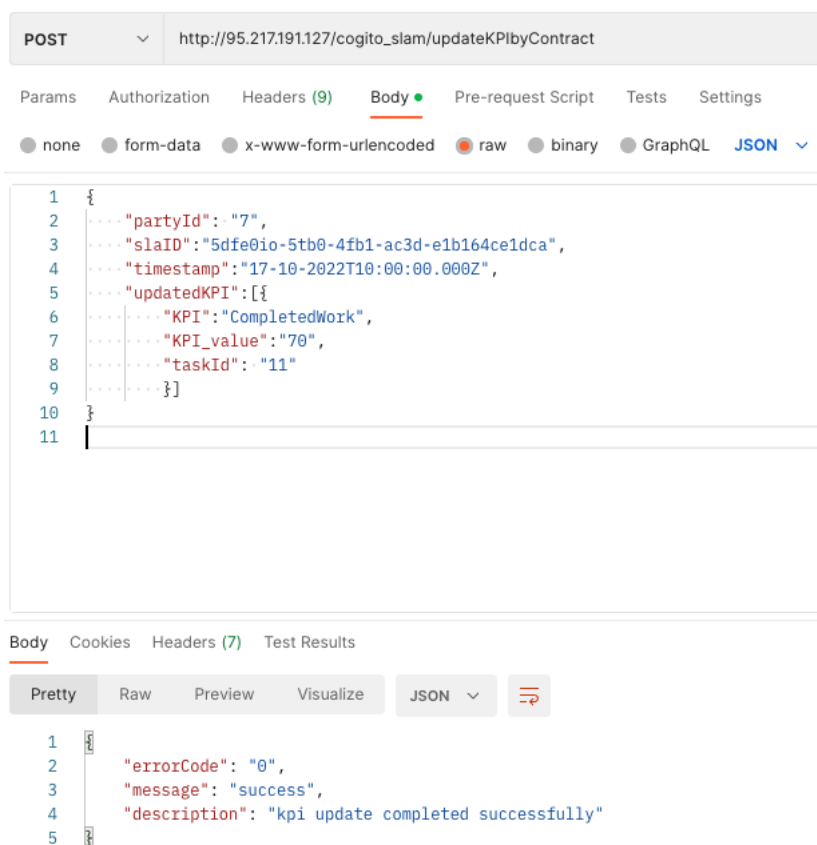 POST http://95.217.191.127/cogito_slam/updateKPIbyContract
Params Authorization Headers (9) Body Pre-request Script Tests Settings
none form-data x-www-form-urlencoded raw binary GraphQL JSON
1 {
2 "partyId": "7",
3 "slaID":"5dfe0io-5tb0-4fb1-ac3d-e1b164ce1dca",
4 "timestamp":"17-10-2022T10:00:00.000Z",
5 "updatedKPI":[{
6 "KPI":"CompletedWork",
7 "KPI_value":"70",
8 "taskId": "11"
9 }]
10 }
11
Body Cookies Headers (7) Test Results
Pretty Raw Preview Visualize JSON
1 {
2 "errorCode": "0",
3 "message": "success",
4 "description": "kpi update completed successfully"
5 }